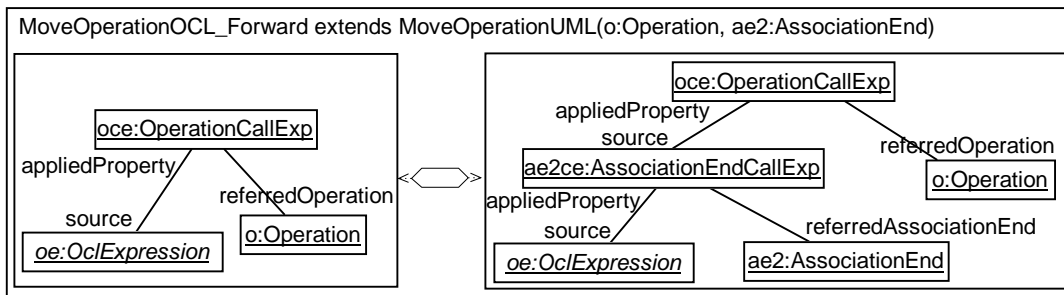 MoveOperationOCL_Forward extends MoveOperationUML(o:Operation, ae2:AssociationEnd)
oce:OperationCallExp
appliedProperty
referredOperation
source
o:Operation
oe:OclExpression
oce:OperationCallExp
appliedProperty
source
referredOperation
ae2ce:AssociationEndCallExp
o:Operation
appliedProperty
referredAssociationEnd
source
oe:OclExpression
ae2:AssociationEnd